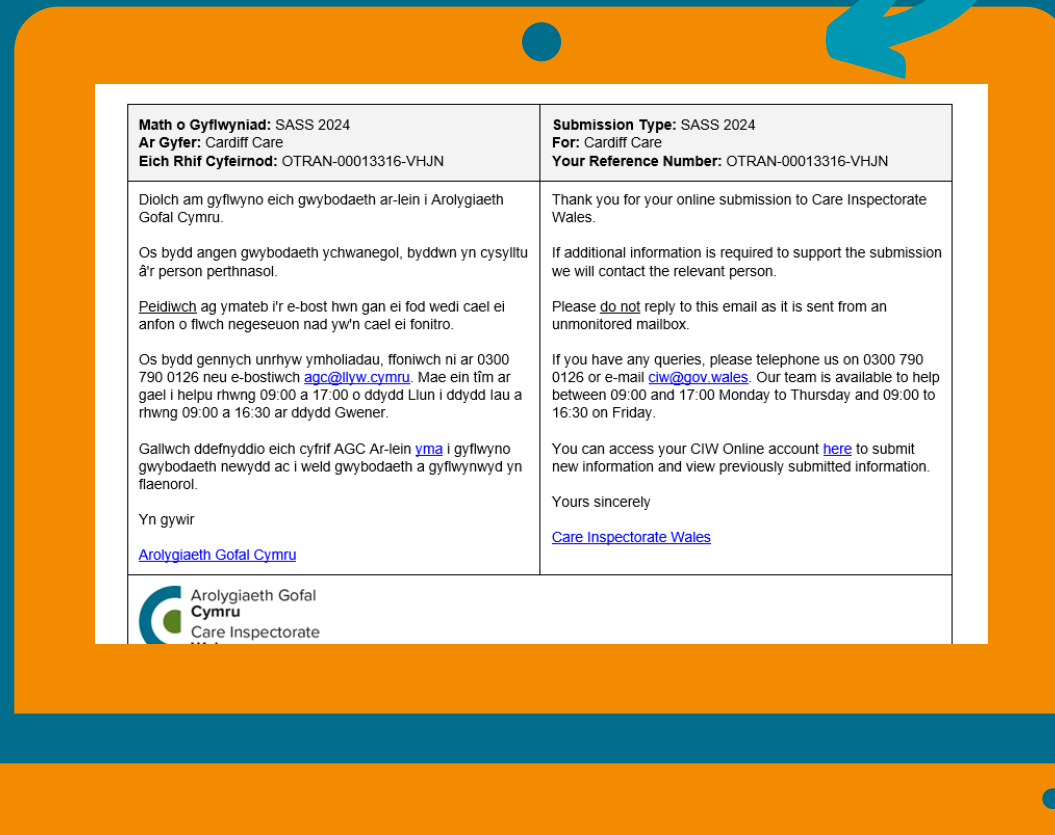 Math o Gyflwyniad: SASS 2024
Ar Gyfer: Cardiff Care
Eich Rhif Cyfeirnod: OTRAN-00013316-VHJN
Submission Type: SASS 2024
For: Cardiff Care
Your Reference Number: OTRAN-00013316-VHJN
Diolch am gyflwyno eich gwybodaeth ar-lein i Arolygiaeth
Gofal Cymru.
Os bydd angen gwybodaeth ychwanegol, byddwn yn cysylltu
â'r person perthnasol.
Peidiwch ag ymateb i'r e-bost hwn gan ei fod wedi cael ei
anfon o flwch negeseuon nad yw'n cael ei fonitro.
Os bydd gennych unrhyw ymholiadau, ffoniwch ni ar 0300
790 0126 neu e-bostiwch agc@llyw.cymru. Mae ein tîm ar
gael i helpu rhwng 09:00 a 17:00 o ddydd Llun i ddydd Iau a
rhwng 09:00 a 16:30 ar ddydd Gwener.
Gallwch ddefnyddio eich cyfrif AGC Ar-lein yma i gyflwyno
gwybodaeth newydd ac i weld gwybodaeth a gyflwynwyd yn
flaenorol.
Yn gywir
Arolygiaeth Gofal Cymru
Thank you for your online submission to Care Inspectorate
Wales.
If additional information is required to support the submission
we will contact the relevant person.
Please do not reply to this email as it is sent from an
unmonitored mailbox.
If you have any queries, please telephone us on 0300 790
0126 or e-mail ciw@gov.wales. Our team is available to help
between 09:00 and 17:00 Monday to Thursday and 09:00 to
16:30 on Friday.
You can access your CIW Online account here to submit
new information and view previously submitted information.
Yours sincerely
Care Inspectorate Wales
Arolygiaeth Gofal
Cymru
Care Inspectorate